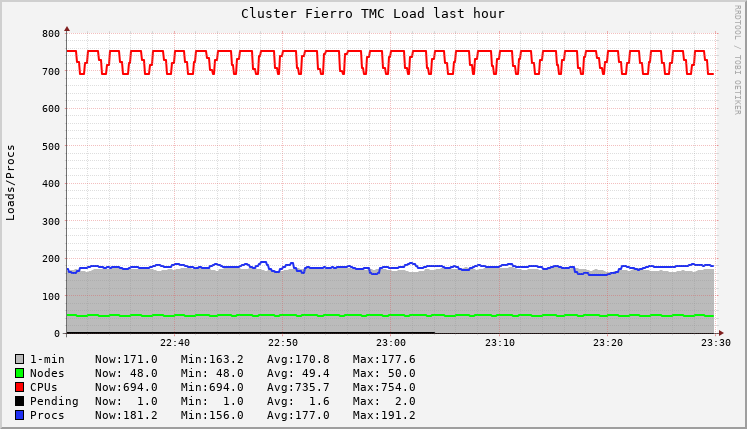 Cluster Fierro TMC Load last hour
RRDTOOL / TOBI OETIKER
Loads/Procs
800
700
600
500
400
300
200
100
0
22:40 22:50 23:00 23:10 23:20 23:30
1-min Now:171.0 Min:163.2 Avg:170.8 Max:177.6
Nodes Now: 48.0 Min: 48.0 Avg: 49.4 Max: 50.0
CPUs Now:694.0 Min:694.0 Avg:735.7 Max:754.0
Pending Now: 1.0 Min: 1.0 Avg: 1.6 Max: 2.0
Procs Now:181.2 Min:156.0 Avg:177.0 Max:191.2